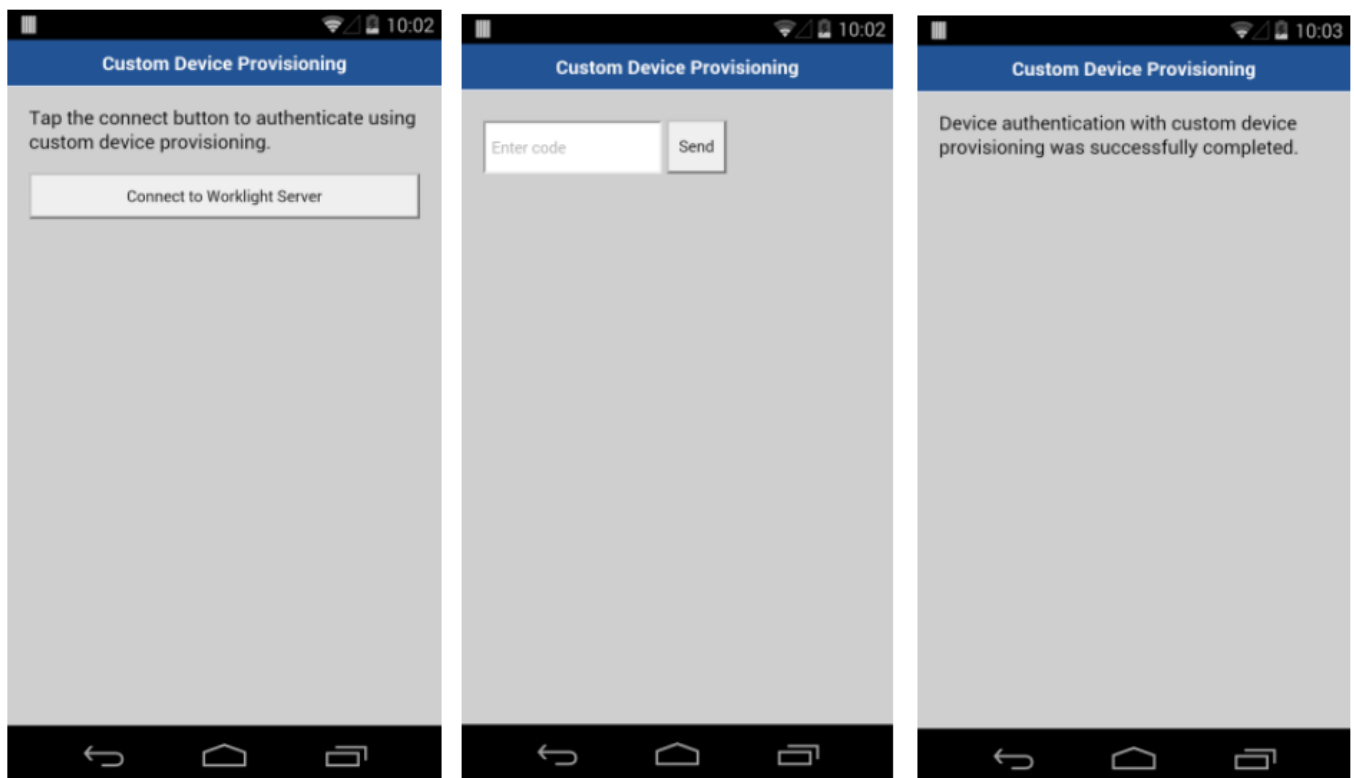 10:02
Custom Device Provisioning
Tap the connect button to authenticate using
custom device provisioning.
Connect to Worklight Server
10:02
Custom Device Provisioning
Enter code
Send
10:03
Custom Device Provisioning
Device authentication with custom device
provisioning was successfully completed.